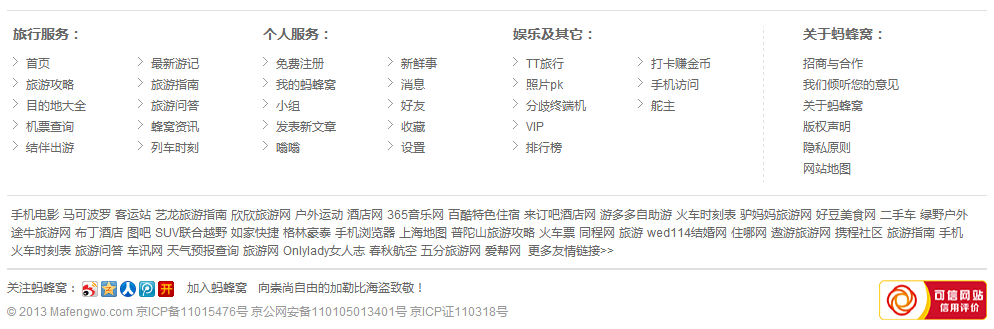 旅行服务：
首页
最新游记
旅游攻略
旅游指南
目的地大全
旅游问答
机票查询
蜂窝资讯
结伴出游
列车时刻
个人服务：
免费注册
新鲜事
我的蚂蜂窝
消息
小组
好友
发表新文章
收藏
嗡嗡
设置
娱乐及其它：
TT旅行
打卡赚金币
照片pk
手机访问
分歧终端机
舵主
VIP
排行榜
关于蚂蜂窝：
招商与合作
我们倾听您的意见
关于蚂蜂窝
版权声明
隐私原则
网站地图
手机电影 马可波罗 客运站 艺龙旅游指南 欣欣旅游网 户外运动 酒店网 365音乐网 百酷特色住宿 来订吧酒店网 游多多自助游 火车时刻表 驴妈妈旅游网 好豆美食网 二手车 绿野户外
途牛旅游网 布丁酒店 图吧 SUV联合越野 如家快捷 格林豪泰 手机浏览器 上海地图 普陀山旅游攻略 火车票 同程网 旅游 wed114结婚网 住哪网 遨游旅游网 携程社区 旅游指南 手机
火车时刻表 旅游问答 车讯网 天气预报查询 旅游网 Onlylady女人志 春秋航空 五分旅游网 爱帮网 更多友情链接>>
关注蚂蜂窝： 开 加入蚂蜂窝 向崇尚自由的加勒比海盗致敬！
© 2013 Mafengwo.com 京ICP备11015476号 京公网安备110105013401号 京ICP证110318号
可信网站
信用评价